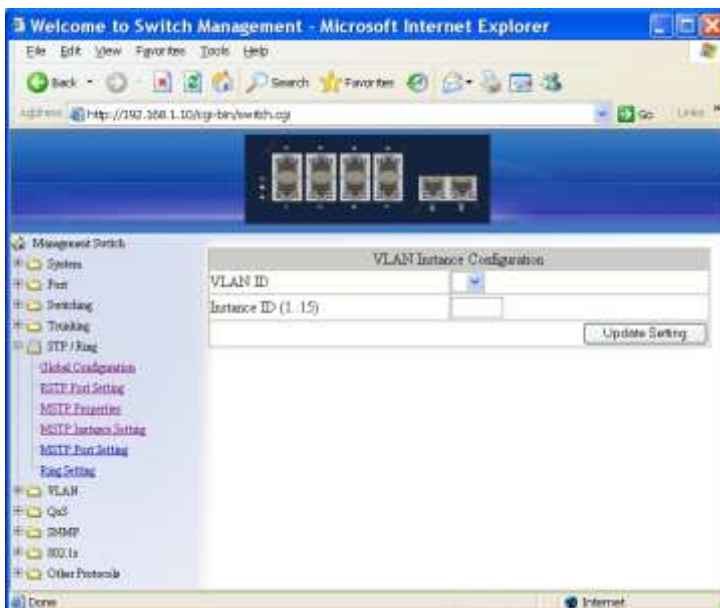 Welcome to Switch Management - Microsoft Internet Explorer
File Edit View Favorites Tools Help
Back Search Favorites
Address http://192.168.1.10/cgi-bin/switch.cgi Go Links
Management Switch
System
Port
Switching
Trunking
STP / Ring
Global Configuration
RSTP Port Setting
MSTP Properties
MSTP Instance Setting
MSTP Port Setting
Ring Setting
VLAN
QoS
SNMP
802.1x
Other Protocols
VLAN Instance Configuration
VLAN ID
Instance ID (1..15)
Update Setting
Done Internet